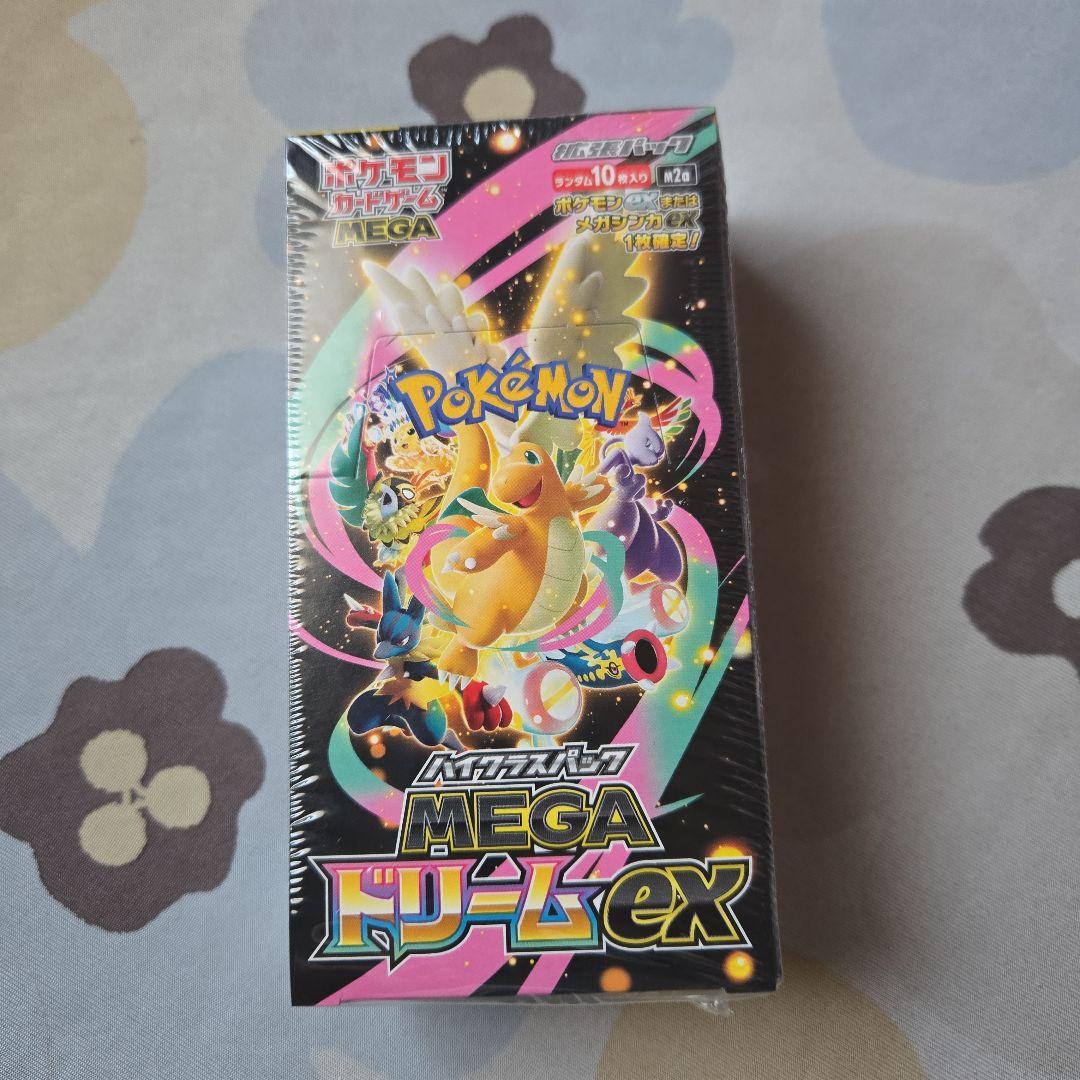 ポケモン
カードゲーム
MEGA
拡張パック
ランダム10枚入り M2a
ポケモンexまたは
メガシンカex
1枚確定!
POKéMON
TM
ハイクラスパック
MEGA
ドリームex